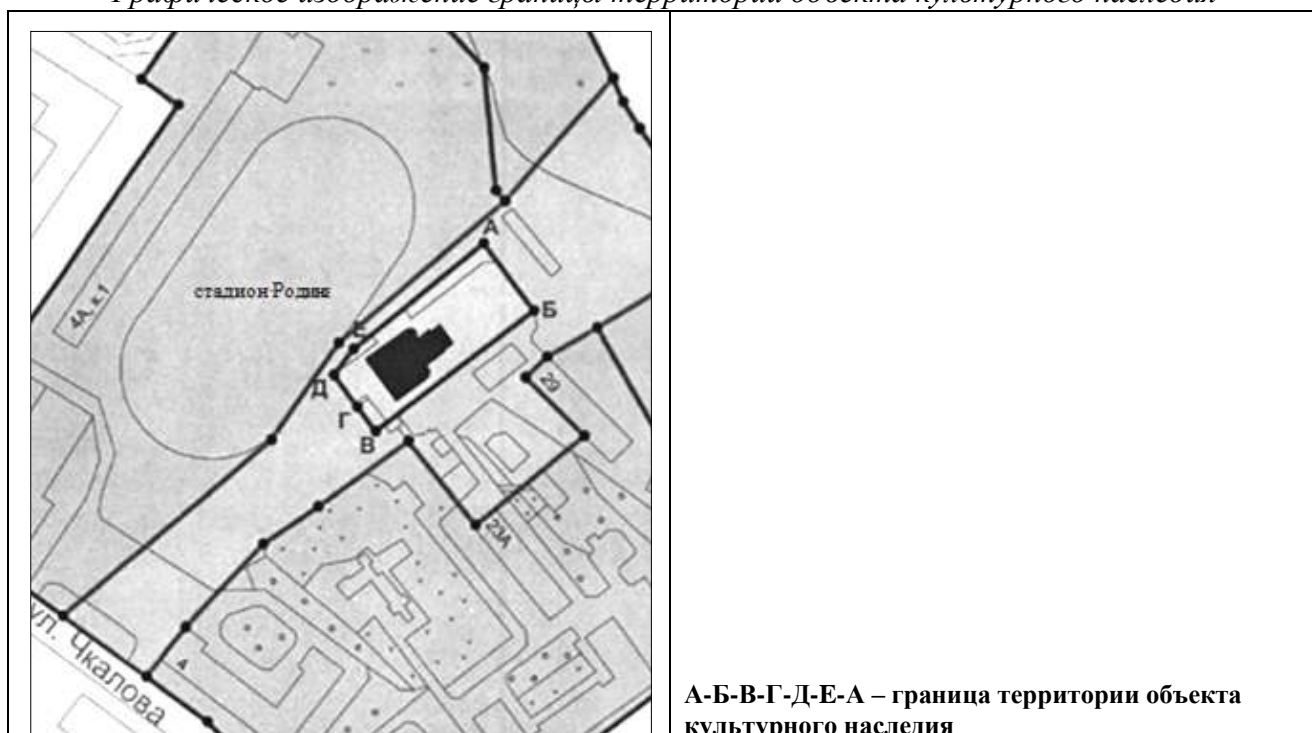 Графическое изображение границы территории объекта культурного наследия
4А, к.1
стадион Родина
А
Б
Е
Д
Г
В
29
23А
4
ул. Чкалова
А-Б-В-Г-Д-Е-А – граница территории объекта
культурного наследия